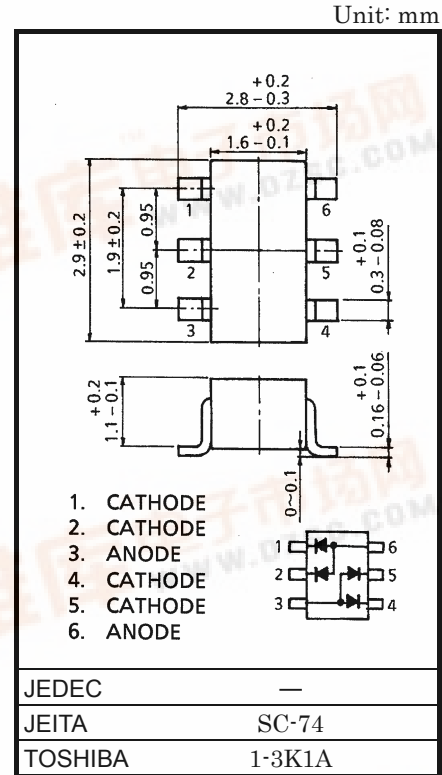 Unit: mm
+0.2
2.8 – 0.3
+0.2
1.6 – 0.1
1
6
2
5
3
4
2.9 ± 0.2
1.9 ± 0.2
0.95
0.95
+0.1
0.3 – 0.08
+0.2
1.1 – 0.1
+0.1
0.16 – 0.06
0~0.1
1. CATHODE
2. CATHODE
3. ANODE
4. CATHODE
5. CATHODE
6. ANODE
1
6
2
5
3
4
JEDEC —
JEITA SC-74
TOSHIBA 1-3K1A